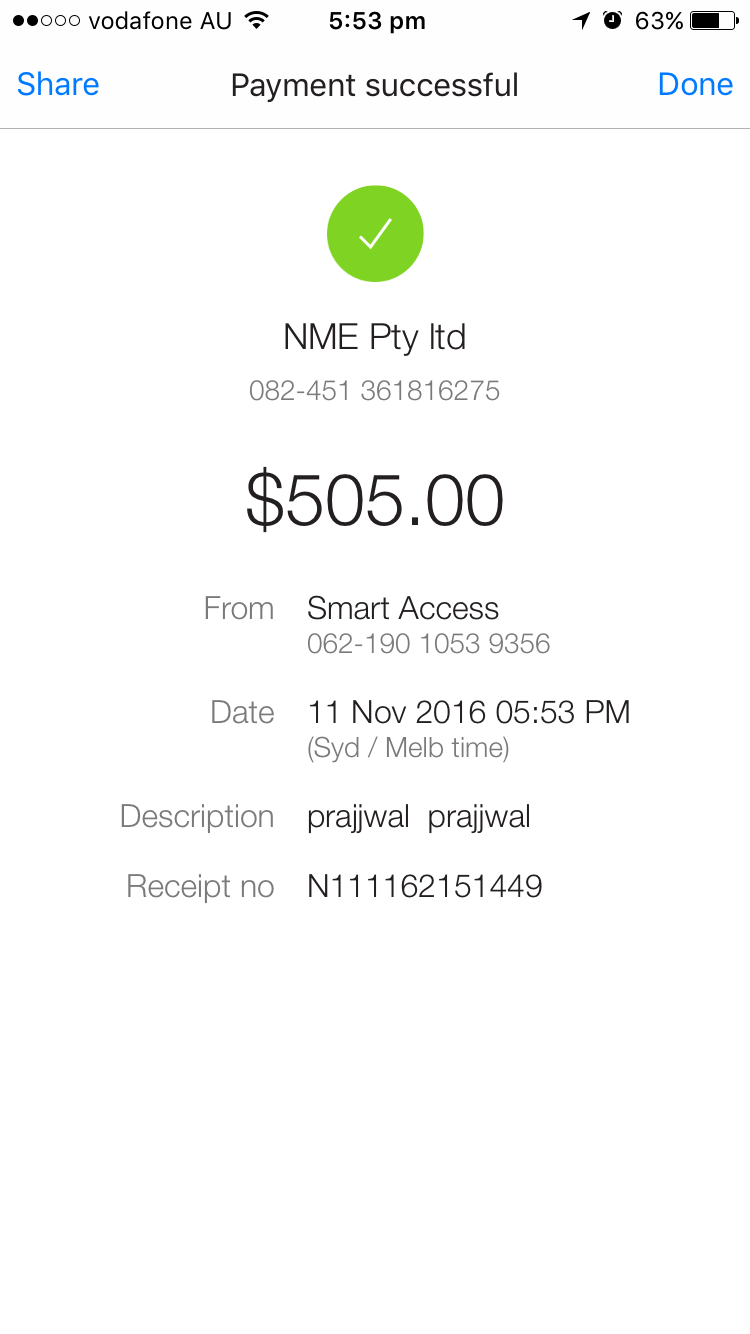 vodafone AU 5:53 pm 63%
Share Payment successful Done
NME Pty ltd
082-451 361816275
$505.00
From Smart Access
062-190 1053 9356
Date 11 Nov 2016 05:53 PM
(Syd / Melb time)
Description prajjwal prajjwal
Receipt no N111162151449